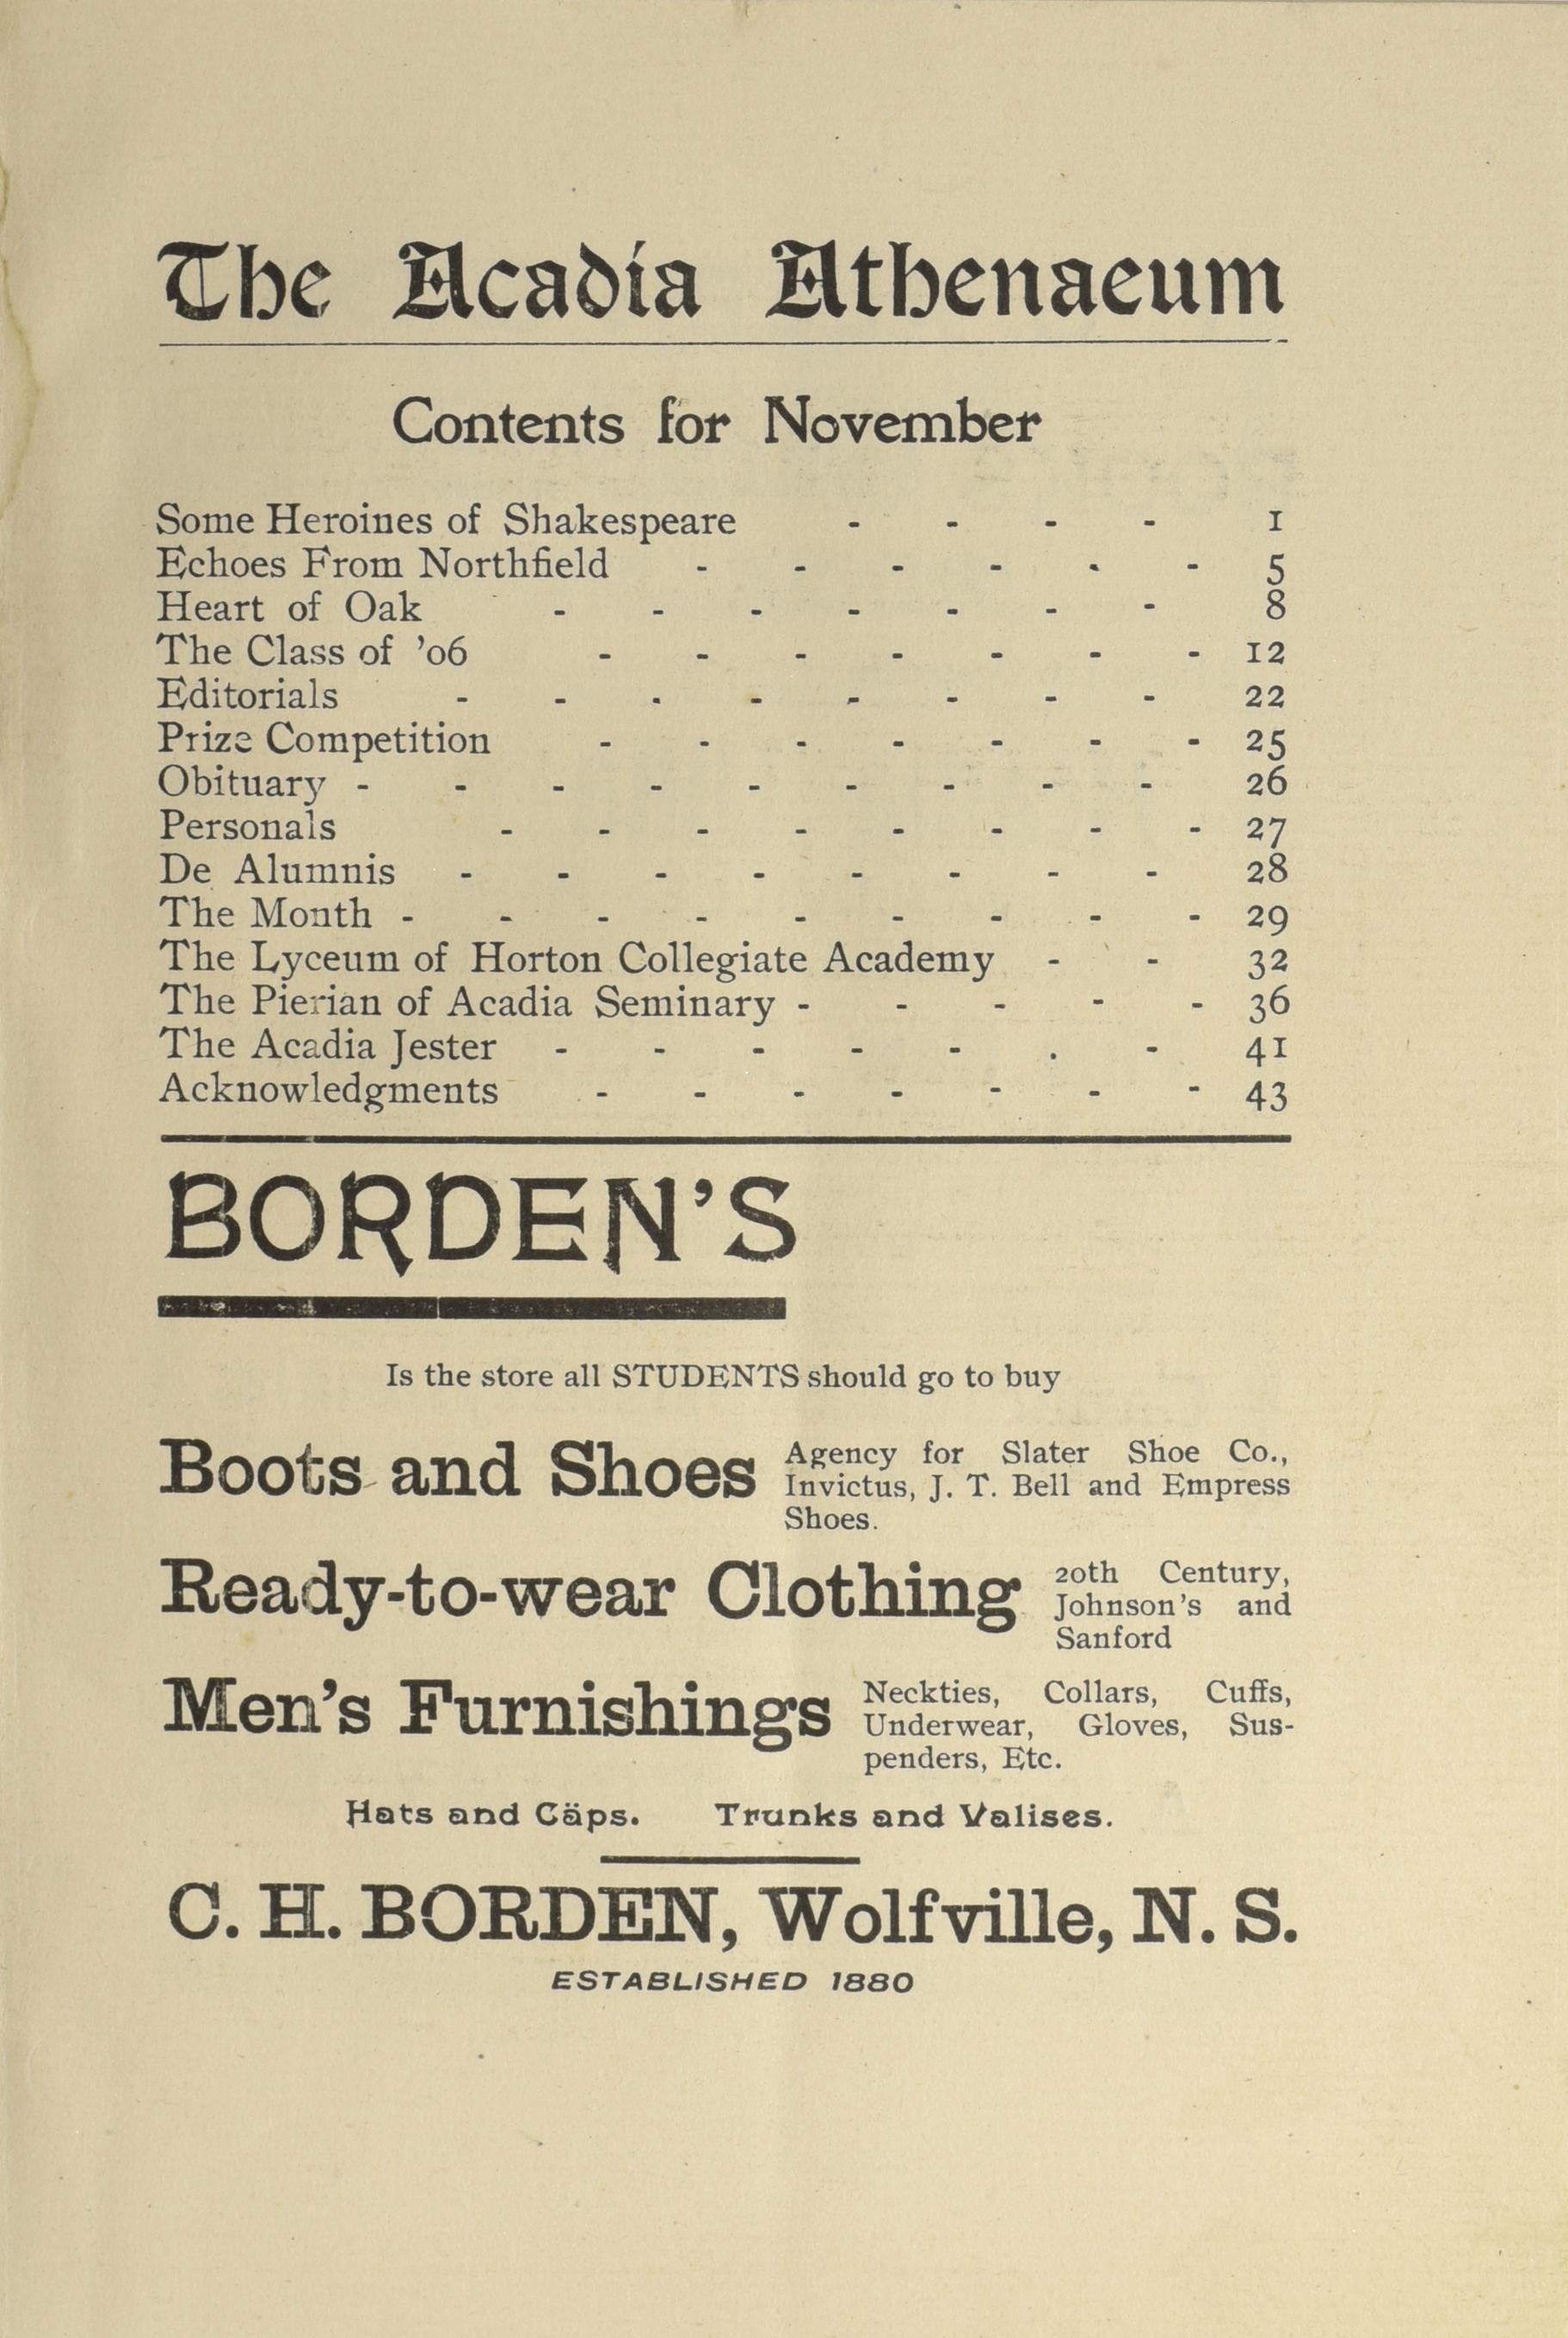 The Acadia Athenaeum
Contents for November
Some Heroines of Shakespeare - - - - 1
Echoes From Northfield - - - - . - 5
Heart of Oak - - - - - - - 8
The Class of ’06 - - - - - - - 12
Editorials - - . - - - - - 22
Prize Competition - - - - - - - 25
Obituary - - - - - - - - - 26
Personals - - - - - - - - 27
De Alumnis - - - - - - - - 28
The Month - - - - - - - - - 29
The Lyceum of Horton Collegiate Academy - - 32
The Pierian of Acadia Seminary - - - - - 36
The Acadia Jester - - - - - . - 41
Acknowledgments - - - - - - - 43
BORDEN’S
Is the store all STUDENTS should go to buy
Boots and Shoes
Agency for Slater Shoe Co.,
Invictus, J. T. Bell and Empress
Shoes.
Ready-to-wear Clothing
20th Century,
Johnson’s and
Sanford
Men’s Furnishings
Neckties, Collars, Cuffs,
Underwear, Gloves, Sus-
penders, Etc.
Hats and Cäps. Trunks and Valises.
C. H. BORDEN, Wolfville, N. S.
ESTABLISHED 1880